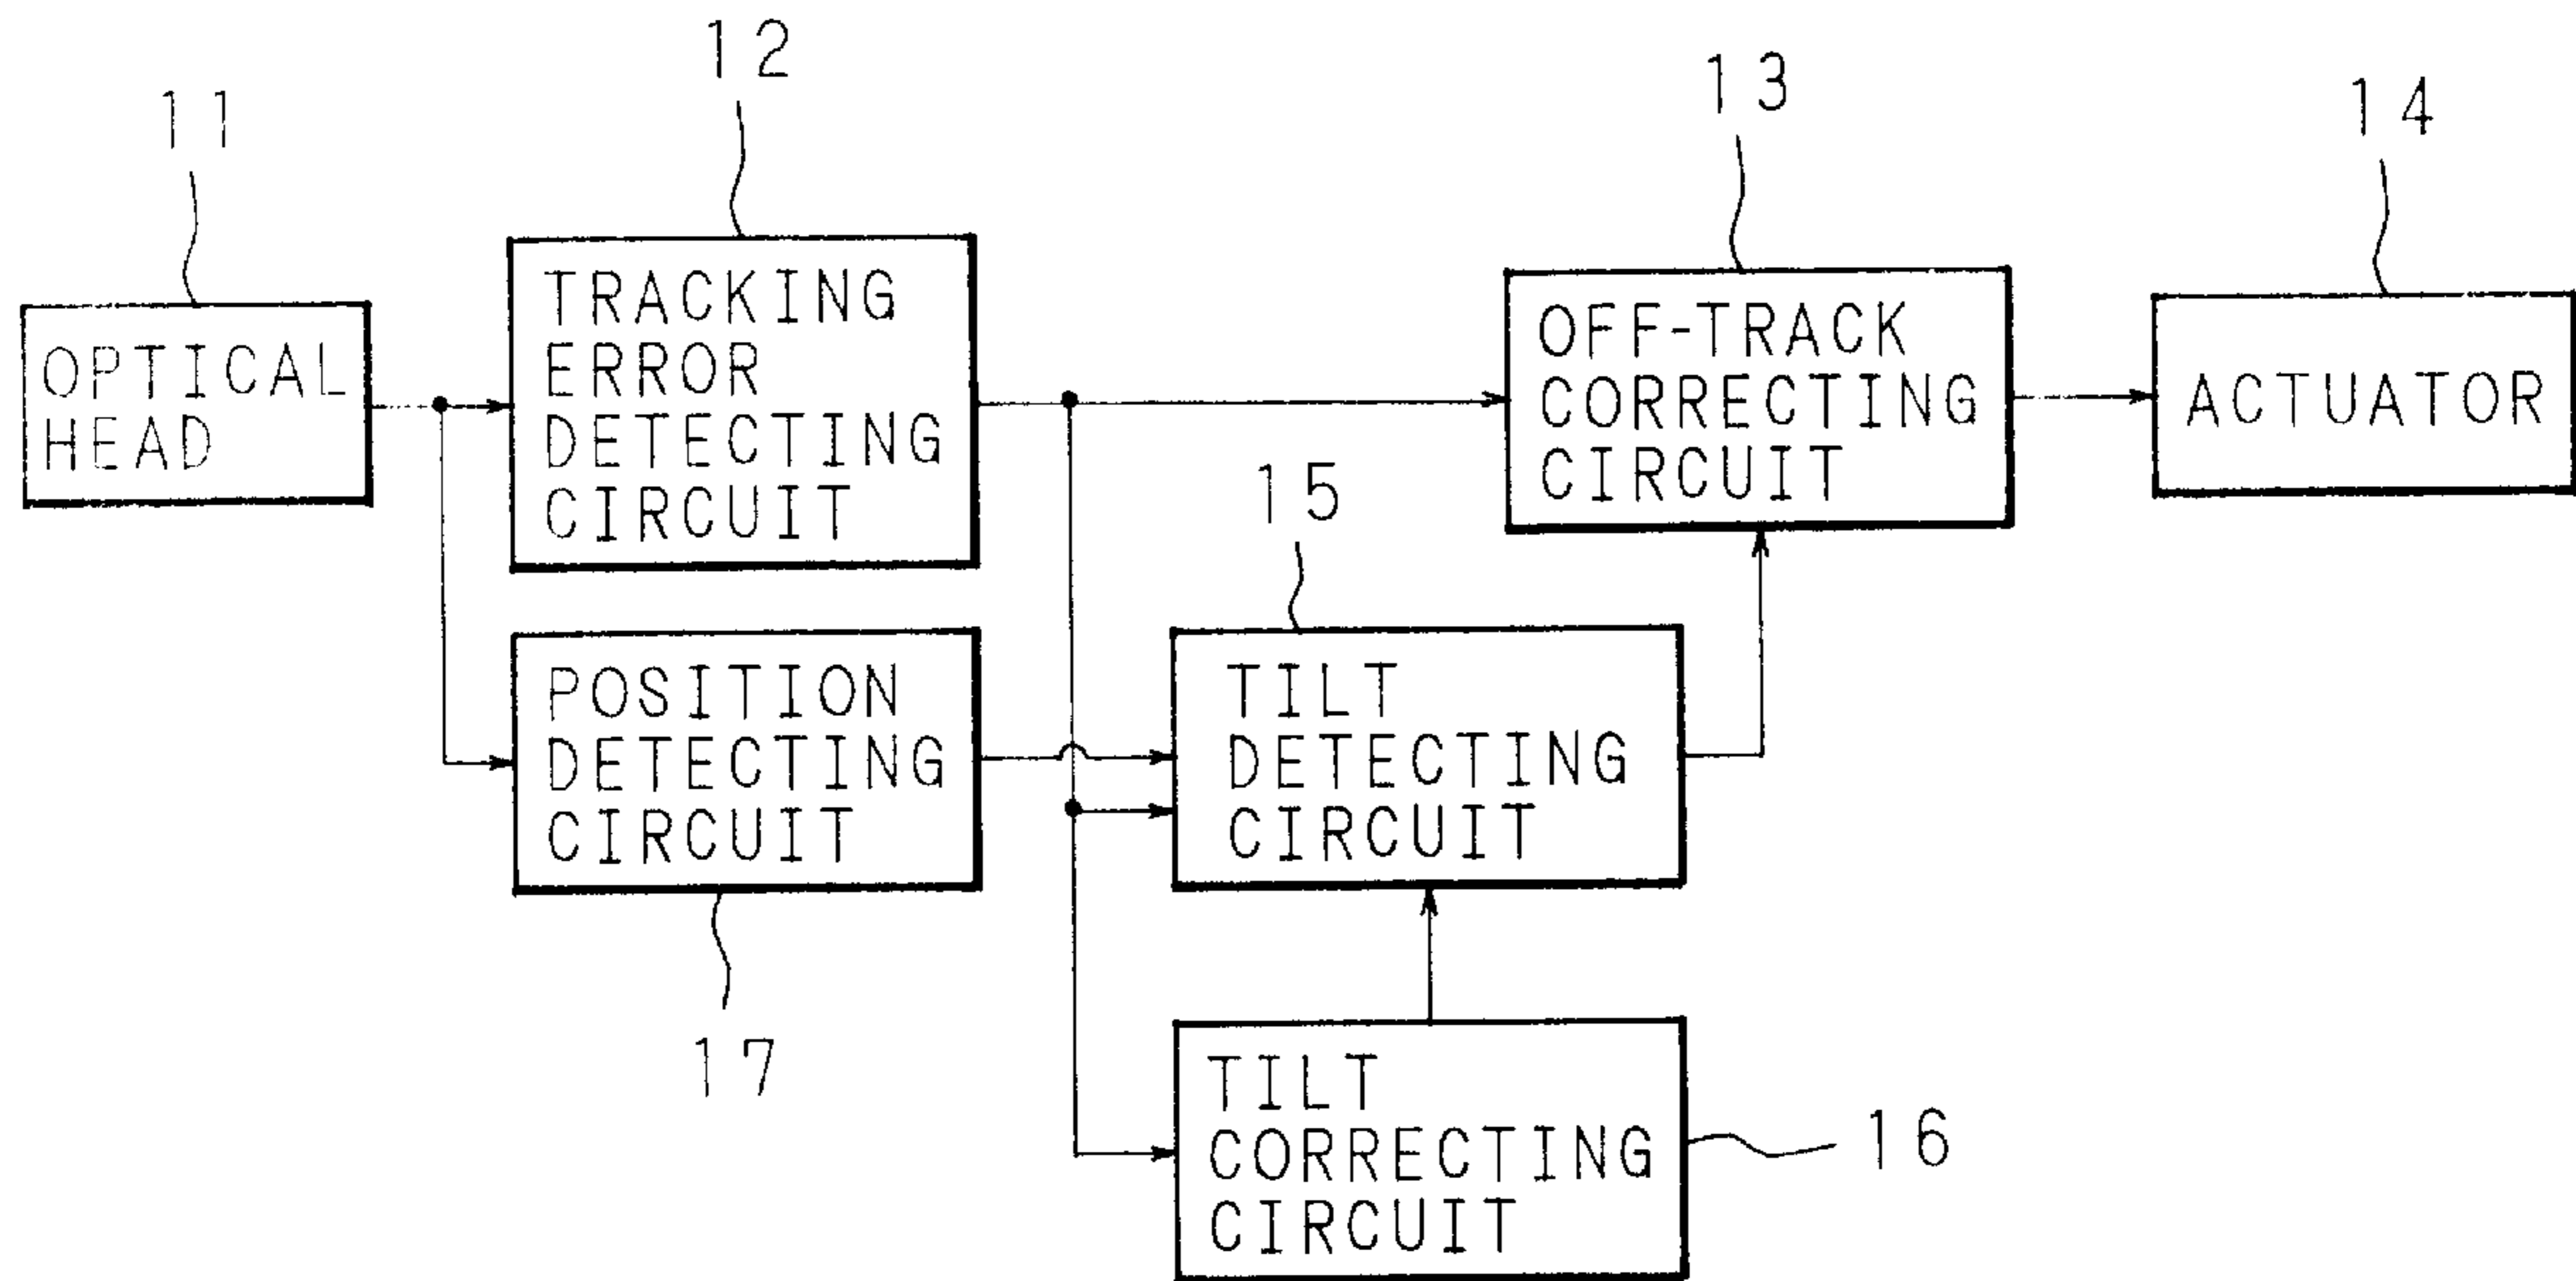 12
13
11
14
TRACKING
ERROR
DETECTING
CIRCUIT
OPTICAL
HEAD
OFF-TRACK
CORRECTING
CIRCUIT
ACTUATOR
15
POSITION
DETECTING
CIRCUIT
TILT
DETECTING
CIRCUIT
17
TILT
CORRECTING
CIRCUIT
16